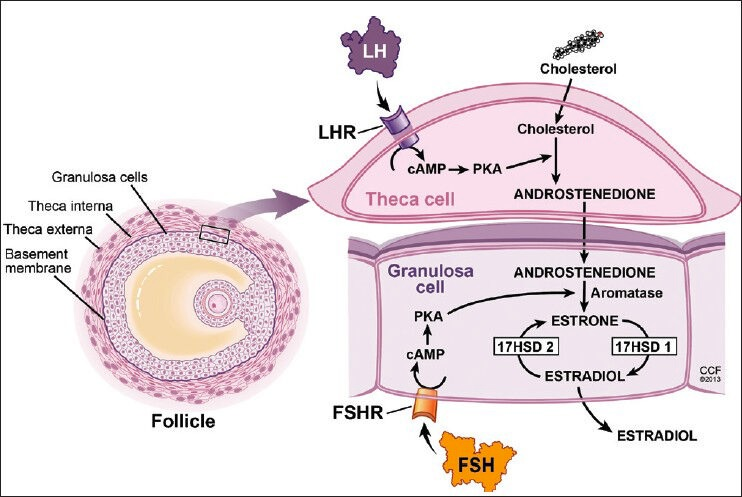 LH
Cholesterol
LHR
Cholesterol
cAMP
PKA
Theca cell
ANDROSTENEDIONE
Granulosa cells
Theca interna
Theca externa
Basement
membrane
Follicle
Granulosa
cell
ANDROSTENEDIONE
Aromatase
PKA
ESTRONE
17HSD 2
17HSD 1
cAMP
ESTRADIOL
CCF
©2013
FSHR
ESTRADIOL
FSH